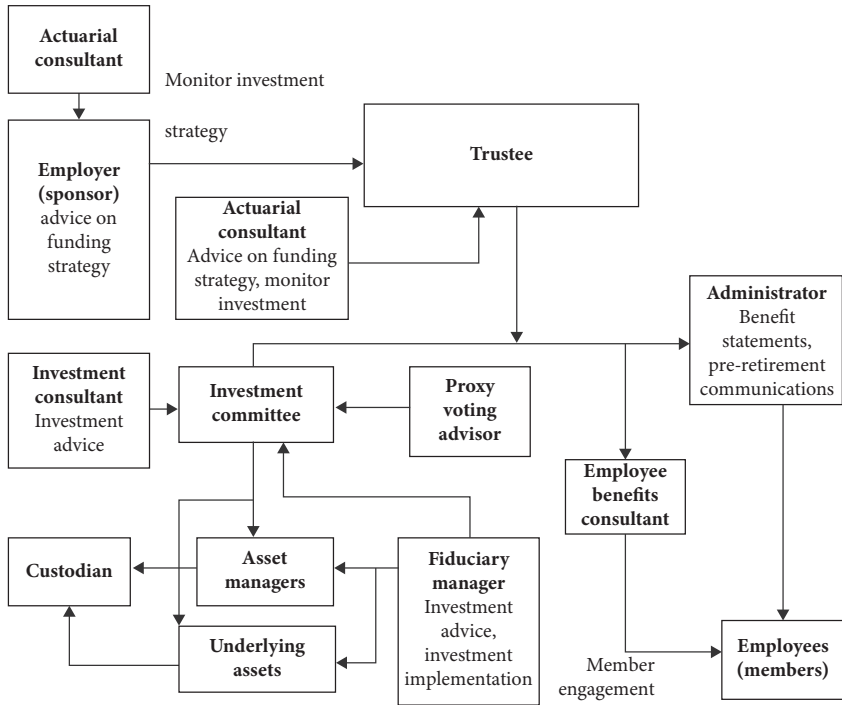 Actuarial
consultant
Monitor investment
strategy
Employer
(sponsor)
advice on
funding
strategy
Trustee
Actuarial
consultant
Advice on funding
strategy, monitor
investment
Administrator
Benefit
statements,
pre-retirement
communications
Investment
consultant
Investment
advice
Investment
committee
Proxy
voting
advisor
Employee
benefits
consultant
Custodian
Asset
managers
Fiduciary
manager
Investment
advice,
investment
implementation
Underlying
assets
Member
engagement
Employees
(members)